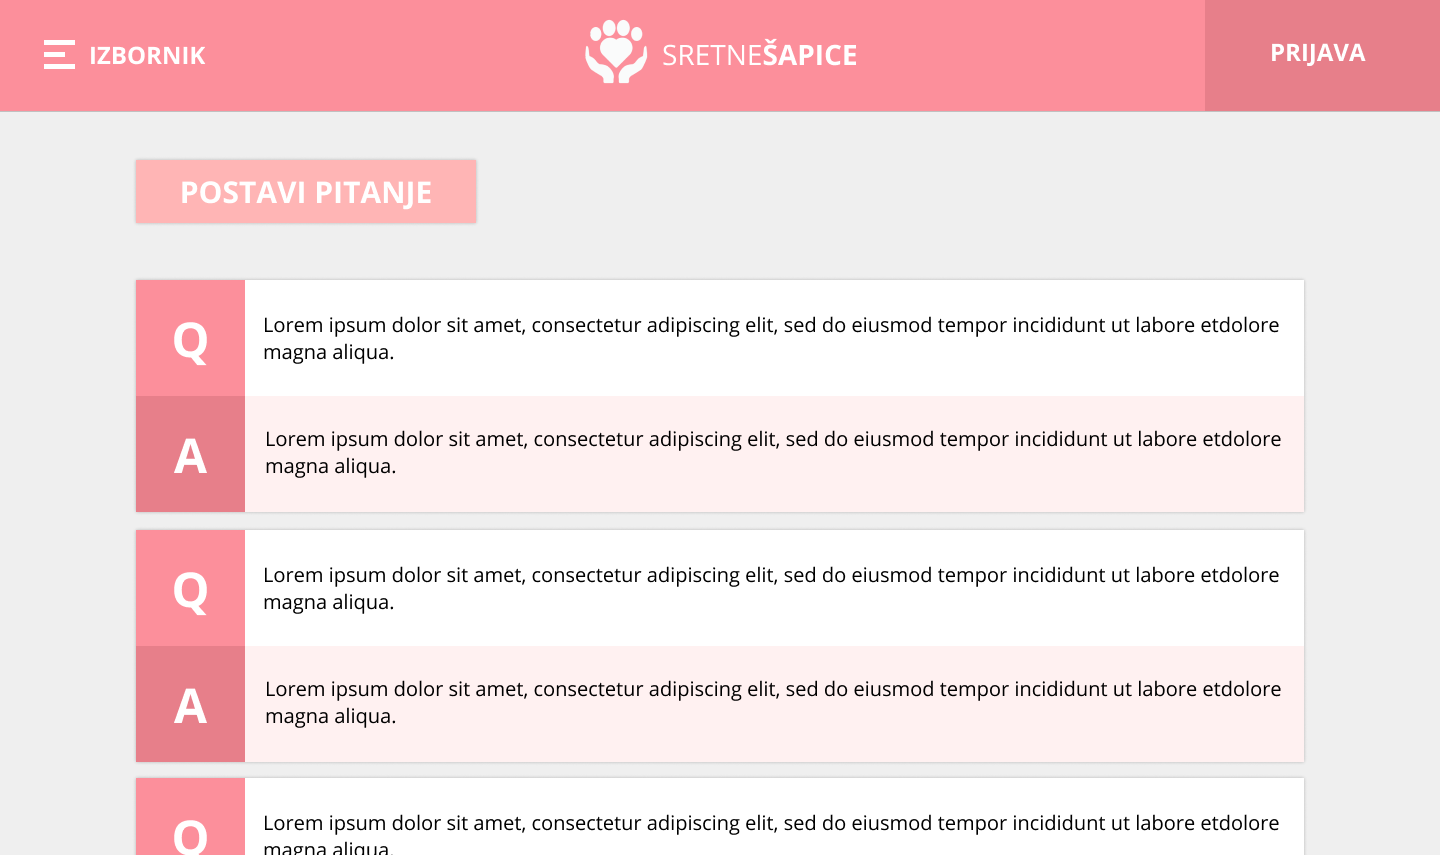 IZBORNIK
SRETNEŠAPICE
PRIJAVA
POSTAVI PITANJE
Q
Lorem ipsum dolor sit amet, consectetur adipiscing elit, sed do eiusmod tempor incididunt ut labore etdolore
magna aliqua.
A
Lorem ipsum dolor sit amet, consectetur adipiscing elit, sed do eiusmod tempor incididunt ut labore etdolore
magna aliqua.
Q
Lorem ipsum dolor sit amet, consectetur adipiscing elit, sed do eiusmod tempor incididunt ut labore etdolore
magna aliqua.
A
Lorem ipsum dolor sit amet, consectetur adipiscing elit, sed do eiusmod tempor incididunt ut labore etdolore
magna aliqua.
Q
Lorem ipsum dolor sit amet, consectetur adipiscing elit, sed do eiusmod tempor incididunt ut labore etdolore
magna aliqua.